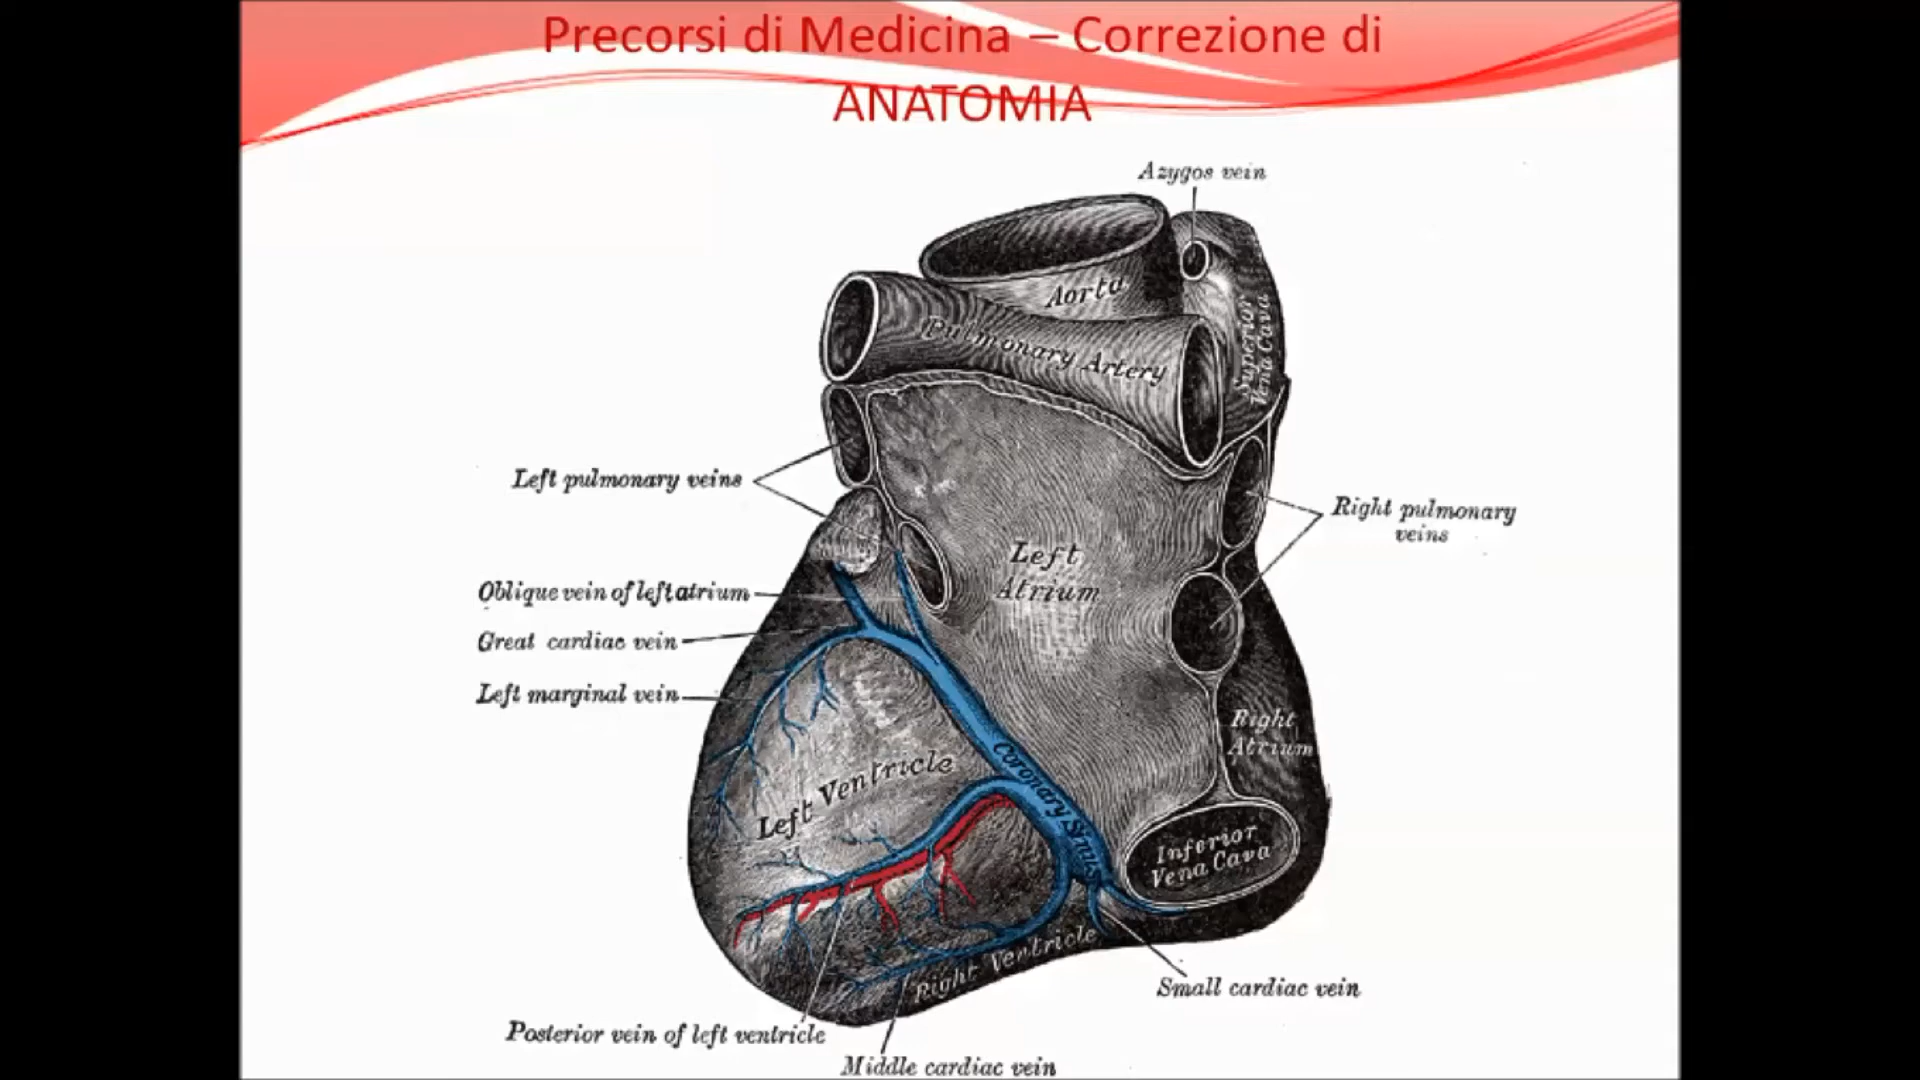 Precorsi di Medicina – Correzione di
ANATOMIA
Azygos vein
Aorta
Pulmonary Artery
Superior
Vena Cava
Left pulmonary veins
Right pulmonary
veins
Left
Atrium
Oblique vein of left atrium
Great cardiac vein
Left marginal vein
Right
Atrium
Left Ventricle
Coronary Sinus
Inferior
Vena Cava
Right Ventricle
Small cardiac vein
Posterior vein of left ventricle
Middle cardiac vein